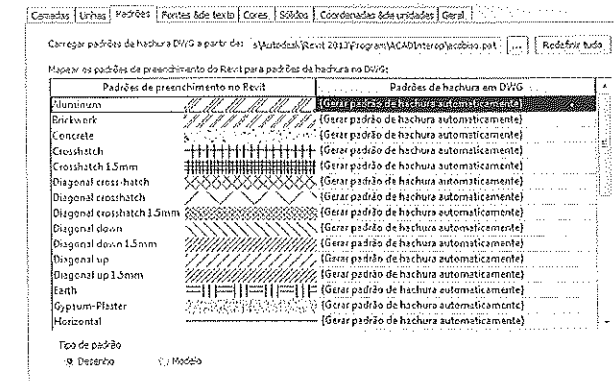 Camadas Linhas Padrões Fontes &de texto Cores Sólidos Coordenadas &de unidades Geral
Carregar padrões de hachura DWG a partir de: s\Autodesk\Revit 2013\Program\ACADInterop\acadiso.pat ... Redefinir tudo
Mapear os padrões de preenchimento do Revit para padrões de hachura no DWG:
Padrões de preenchimento no Revit Padrões de hachura em DWG
Aluminum {Gerar padrão de hachura automaticamente}
Brickwork {Gerar padrão de hachura automaticamente}
Concrete {Gerar padrão de hachura automaticamente}
Crosshatch {Gerar padrão de hachura automaticamente}
Crosshatch 1.5mm {Gerar padrão de hachura automaticamente}
Diagonal cross-hatch {Gerar padrão de hachura automaticamente}
Diagonal crosshatch {Gerar padrão de hachura automaticamente}
Diagonal crosshatch 1.5mm {Gerar padrão de hachura automaticamente}
Diagonal down {Gerar padrão de hachura automaticamente}
Diagonal down 1.5mm {Gerar padrão de hachura automaticamente}
Diagonal up {Gerar padrão de hachura automaticamente}
Diagonal up 1.5mm {Gerar padrão de hachura automaticamente}
Earth {Gerar padrão de hachura automaticamente}
Gypsum-Plaster {Gerar padrão de hachura automaticamente}
Horizontal {Gerar padrão de hachura automaticamente}
Tipo de padrão
Desenho Modelo